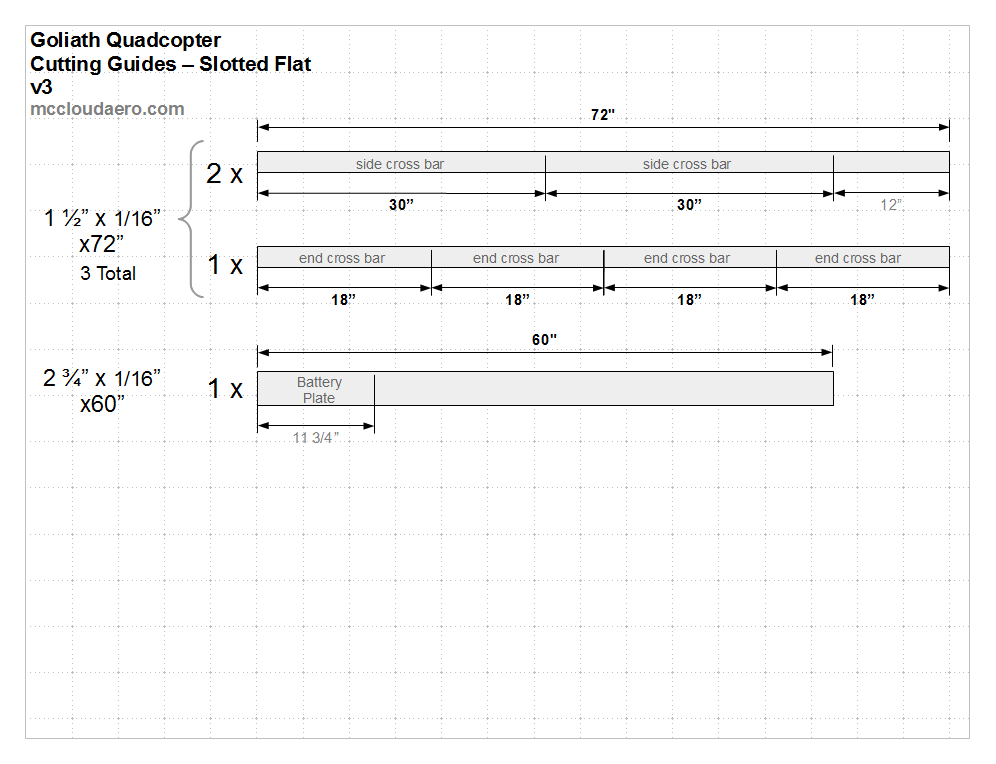 Goliath Quadcopter
Cutting Guides – Slotted Flat
v3
mccloudaero.com
72"
2 x
side cross bar
side cross bar
30”
30”
12”
1 ½” x 1/16”
x72”
3 Total
1 x
end cross bar
end cross bar
end cross bar
end cross bar
18”
18”
18”
18”
60"
2 ¾” x 1/16”
x60”
1 x
Battery
Plate
11 3/4”